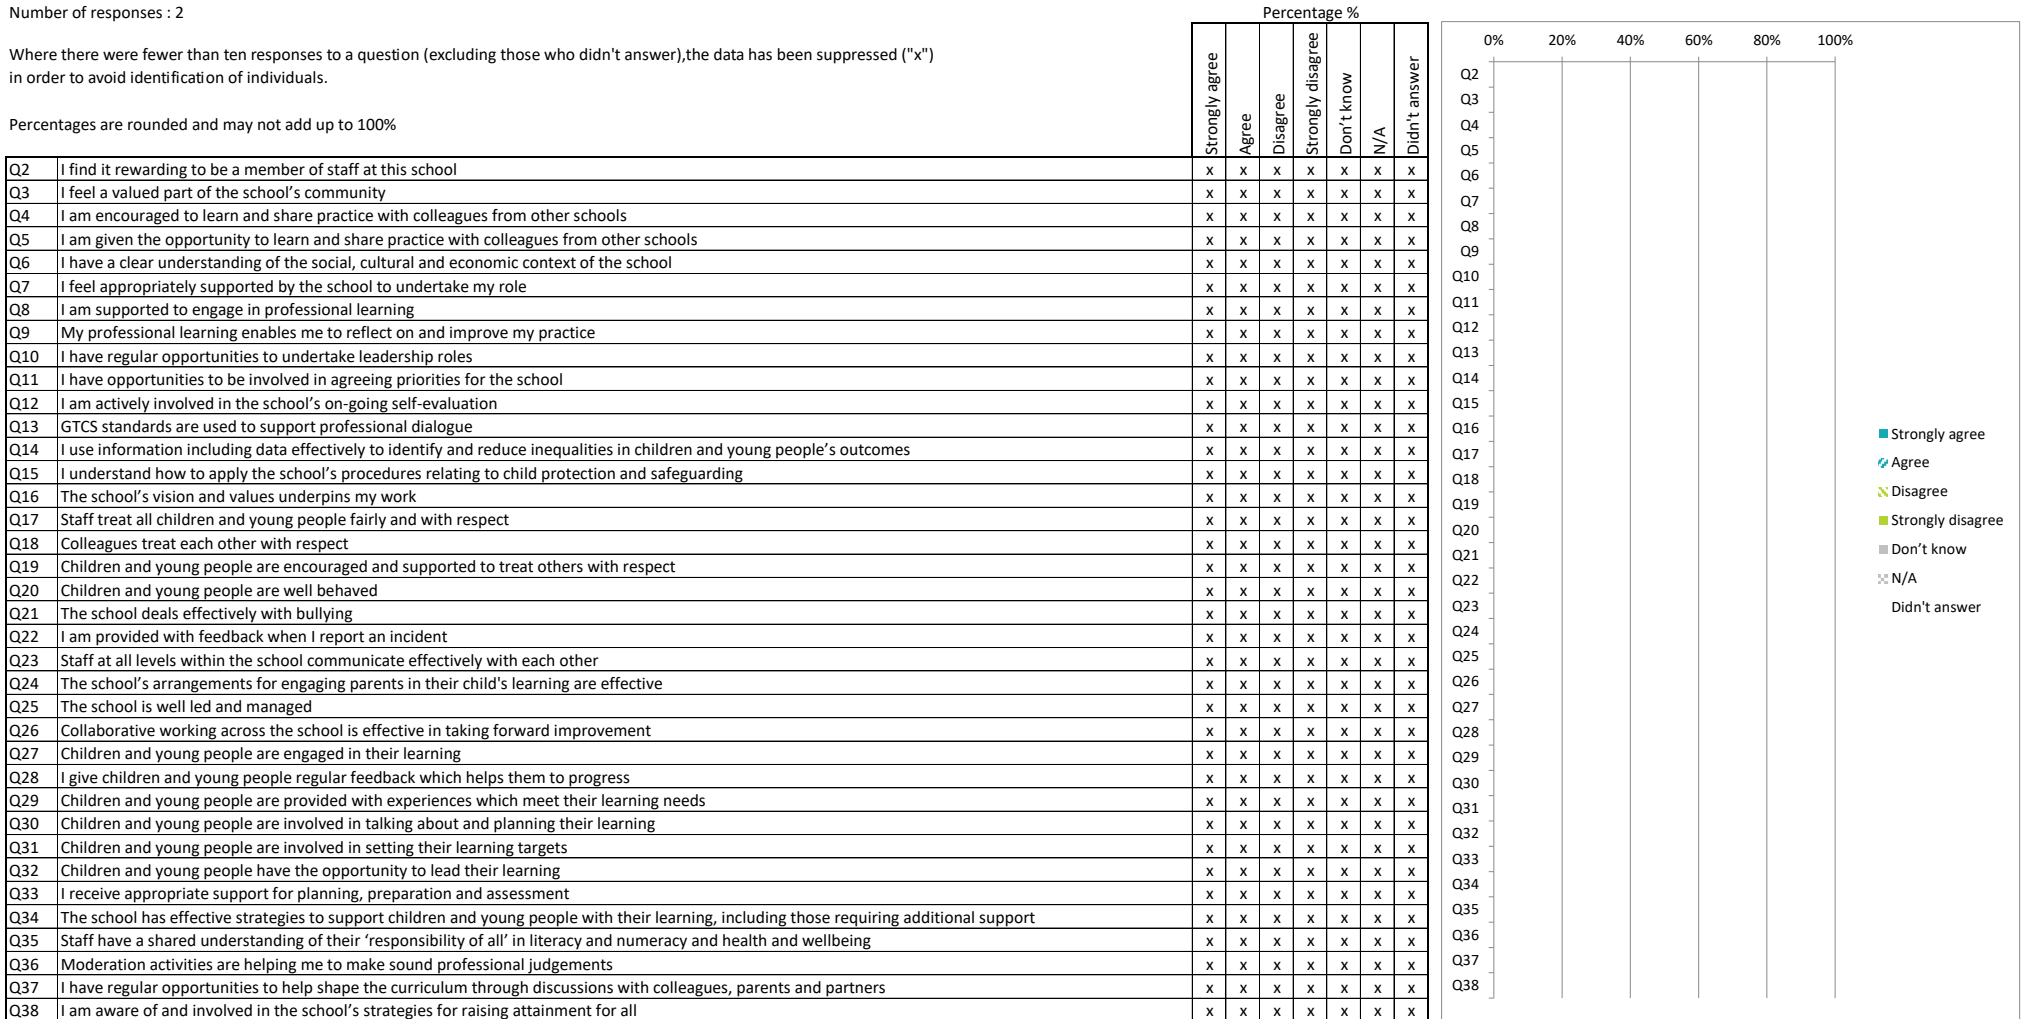 Number of responses : 2
Percentage %
Where there were fewer than ten responses to a question (excluding those who didn't answer),the data has been suppressed ("x")
in order to avoid identification of individuals.
Percentages are rounded and may not add up to 100%
Strongly agree
Agree
Disagree
Strongly disagree
Don't know
N/A
Didn't answer
Q2 I find it rewarding to be a member of staff at this school x x x x x x x
Q3 I feel a valued part of the school’s community x x x x x x x
Q4 I am encouraged to learn and share practice with colleagues from other schools x x x x x x x
Q5 I am given the opportunity to learn and share practice with colleagues from other schools x x x x x x x
Q6 I have a clear understanding of the social, cultural and economic context of the school x x x x x x x
Q7 I feel appropriately supported by the school to undertake my role x x x x x x x
Q8 I am supported to engage in professional learning x x x x x x x
Q9 My professional learning enables me to reflect on and improve my practice x x x x x x x
Q10 I have regular opportunities to undertake leadership roles x x x x x x x
Q11 I have opportunities to be involved in agreeing priorities for the school x x x x x x x
Q12 I am actively involved in the school’s on-going self-evaluation x x x x x x x
Q13 GTCS standards are used to support professional dialogue x x x x x x x
Q14 I use information including data effectively to identify and reduce inequalities in children and young people’s outcomes x x x x x x x
Q15 I understand how to apply the school’s procedures relating to child protection and safeguarding x x x x x x x
Q16 The school’s vision and values underpins my work x x x x x x x
Q17 Staff treat all children and young people fairly and with respect x x x x x x x
Q18 Colleagues treat each other with respect x x x x x x x
Q19 Children and young people are encouraged and supported to treat others with respect x x x x x x x
Q20 Children and young people are well behaved x x x x x x x
Q21 The school deals effectively with bullying x x x x x x x
Q22 I am provided with feedback when I report an incident x x x x x x x
Q23 Staff at all levels within the school communicate effectively with each other x x x x x x x
Q24 The school’s arrangements for engaging parents in their child's learning are effective x x x x x x x
Q25 The school is well led and managed x x x x x x x
Q26 Collaborative working across the school is effective in taking forward improvement x x x x x x x
Q27 Children and young people are engaged in their learning x x x x x x x
Q28 I give children and young people regular feedback which helps them to progress x x x x x x x
Q29 Children and young people are provided with experiences which meet their learning needs x x x x x x x
Q30 Children and young people are involved in talking about and planning their learning x x x x x x x
Q31 Children and young people are involved in setting their learning targets x x x x x x x
Q32 Children and young people have the opportunity to lead their learning x x x x x x x
Q33 I receive appropriate support for planning, preparation and assessment x x x x x x x
Q34 The school has effective strategies to support children and young people with their learning, including those requiring additional support x x x x x x x
Q35 Staff have a shared understanding of their ‘responsibility of all’ in literacy and numeracy and health and wellbeing x x x x x x x
Q36 Moderation activities are helping me to make sound professional judgements x x x x x x x
Q37 I have regular opportunities to help shape the curriculum through discussions with colleagues, parents and partners x x x x x x x
Q38 I am aware of and involved in the school’s strategies for raising attainment for all x x x x x x x
0% 20% 40% 60% 80% 100%
Q2
Q3
Q4
Q5
Q6
Q7
Q8
Q9
Q10
Q11
Q12
Q13
Q14
Q15
Q16
Q17
Q18
Q19
Q20
Q21
Q22
Q23
Q24
Q25
Q26
Q27
Q28
Q29
Q30
Q31
Q32
Q33
Q34
Q35
Q36
Q37
Q38
Strongly agree
Agree
Disagree
Strongly disagree
Don’t know
N/A
Didn't answer